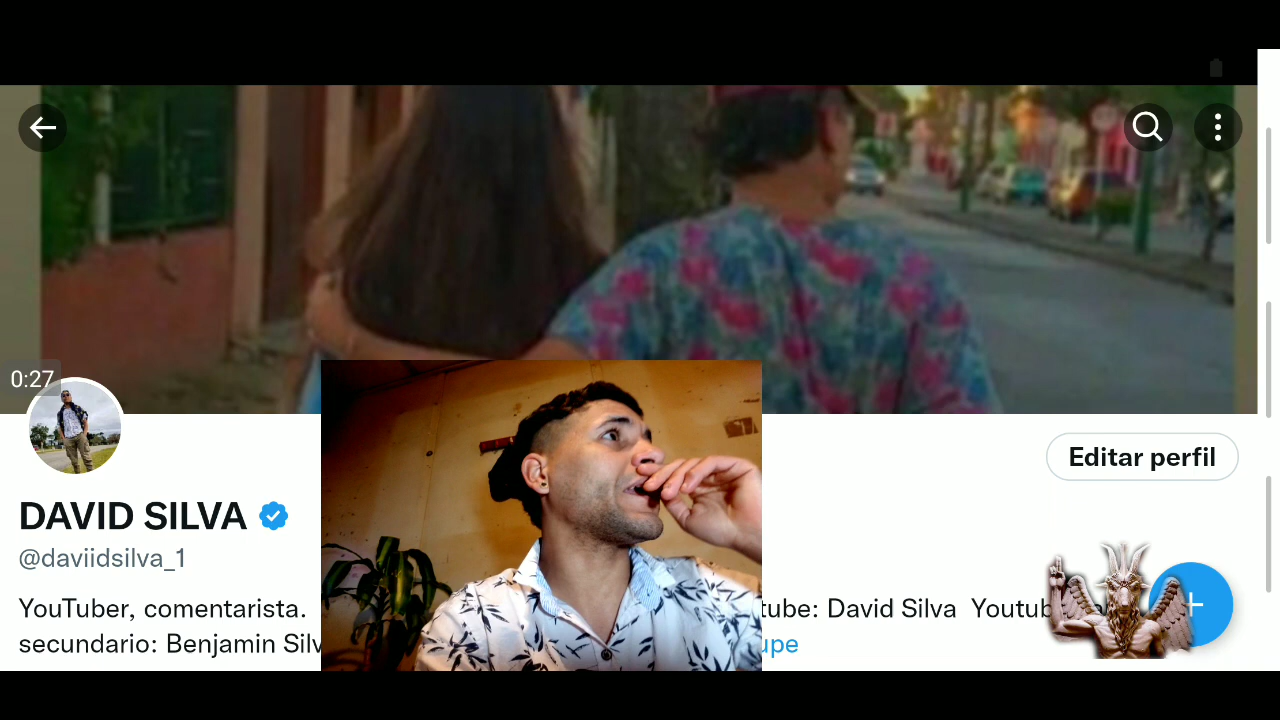 0:27
Editar perfil
DAVID SILVA
@daviidsilva_1
YouTuber, comentarista. tube: David Silva Youtub
secundario: Benjamin Silv upe